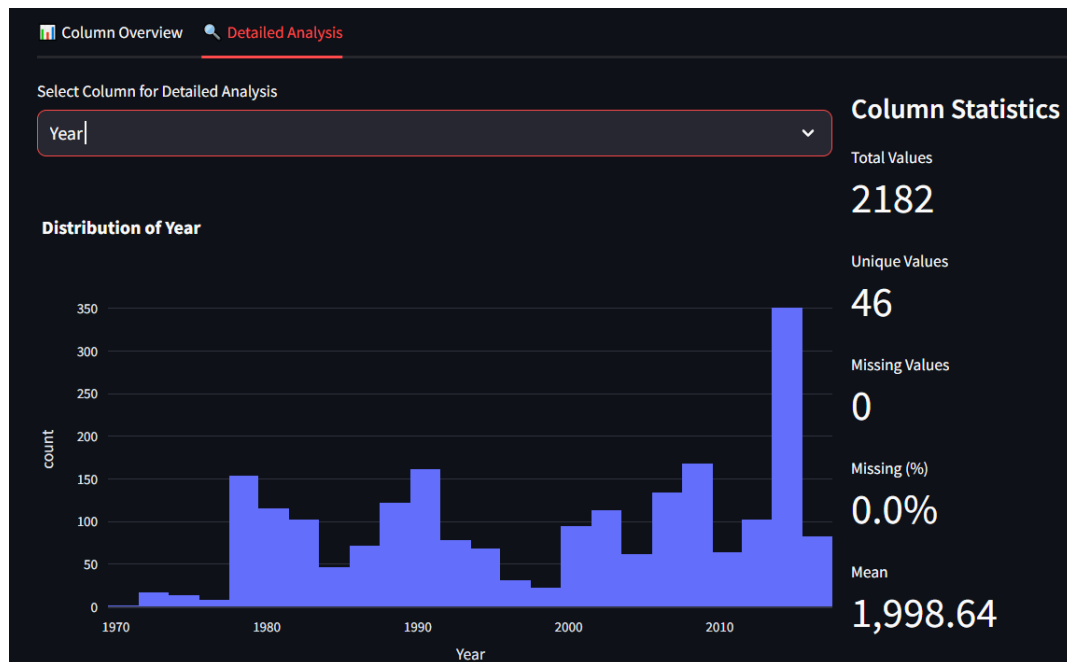 📊 Column Overview 🔍 Detailed Analysis
Select Column for Detailed Analysis
Year
Distribution of Year
350
300
250
200
150
100
50
0
count
1970 1980 1990 2000 2010
Year
Column Statistics
Total Values
2182
Unique Values
46
Missing Values
0
Missing (%)
0.0%
Mean
1,998.64